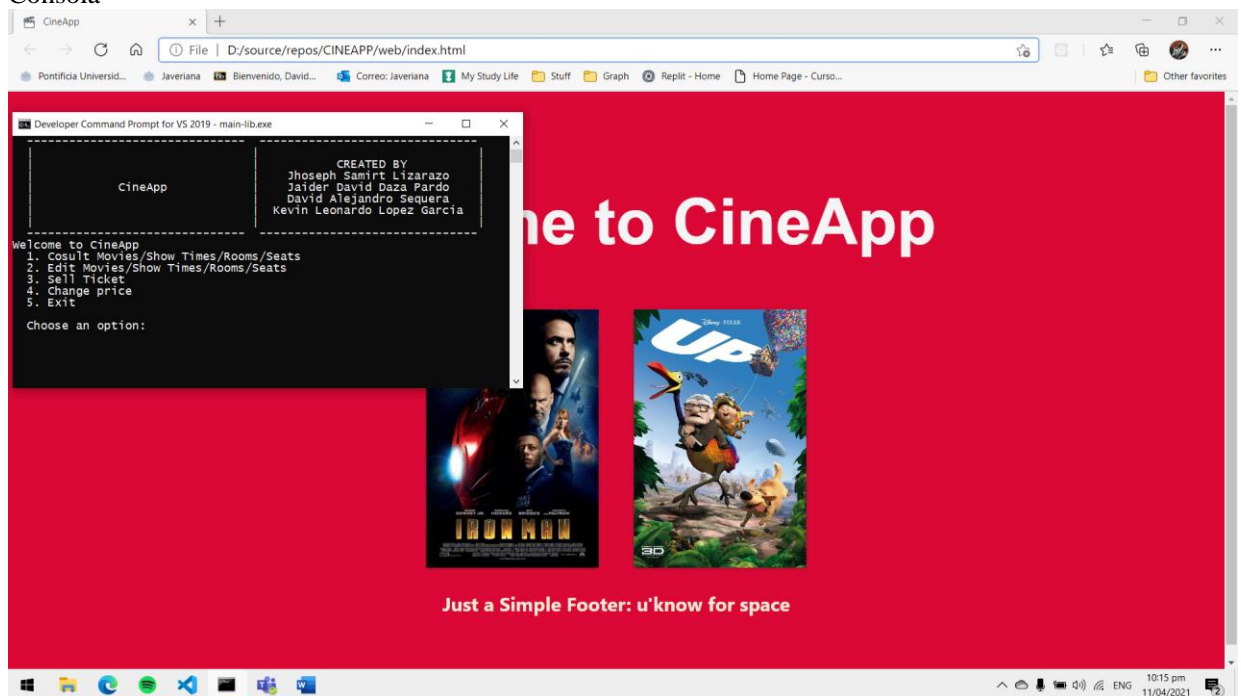 Consola
CineApp
File | D:/source/repos/CINEAPP/web/index.html
Pontificia Universid... Javeriana Bienvenido, David... Correo: Javeriana My Study Life Stuff Graph Replit - Home Home Page - Curso... Other favorites
Developer Command Prompt for VS 2019 - main-lib.exe
CREATED BY
Jhoseph Samirt Lizarazo
CineApp Jaider David Daza Pardo
David Alejandro Sequera
Kevin Leonardo Lopez Garcia
Welcome to CineApp
1. Cosult Movies/Show Times/Rooms/Seats
2. Edit Movies/Show Times/Rooms/Seats
3. Sell Ticket
4. Change price
5. Exit
Choose an option:
me to CineApp
IRON MAN
Disney PIXAR
UP
3D
Just a Simple Footer: u'know for space
ENG 10:15 pm
11/04/2021